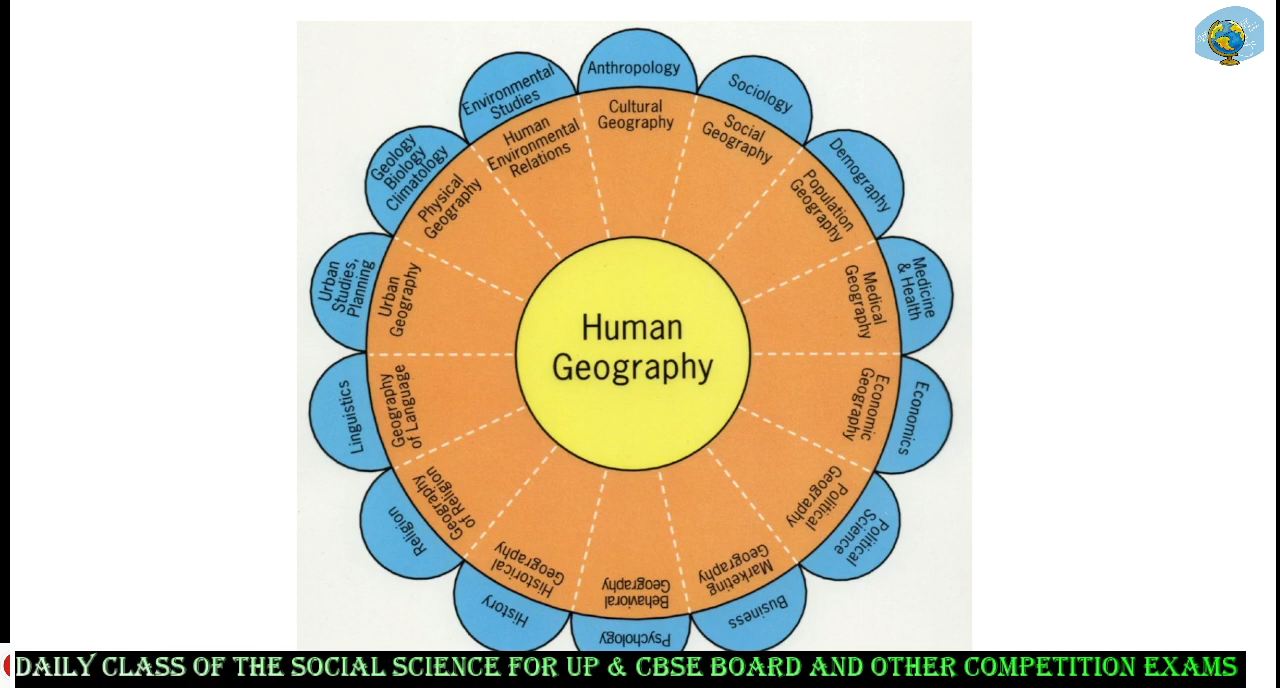 Human
Geography
Anthropology
Cultural
Geography
Sociology
Social
Geography
Demography
Population
Geography
Medicine
& Health
Medical
Geography
Economics
Economic
Geography
Political
Science
Political
Geography
Business
Marketing
Geography
Psychology
Behavioral
Geography
History
Historical
Geography
Religion
Geography
of Religion
Linguistics
Geography
of Language
Urban
Studies,
Planning
Urban
Geography
Geology
Biology
Climatology
Physical
Geography
Environmental
Studies
Human
Environmental
Relations
DAILY CLASS OF THE SOCIAL SCIENCE FOR UP & CBSE BOARD AND OTHER COMPETITION EXAMS